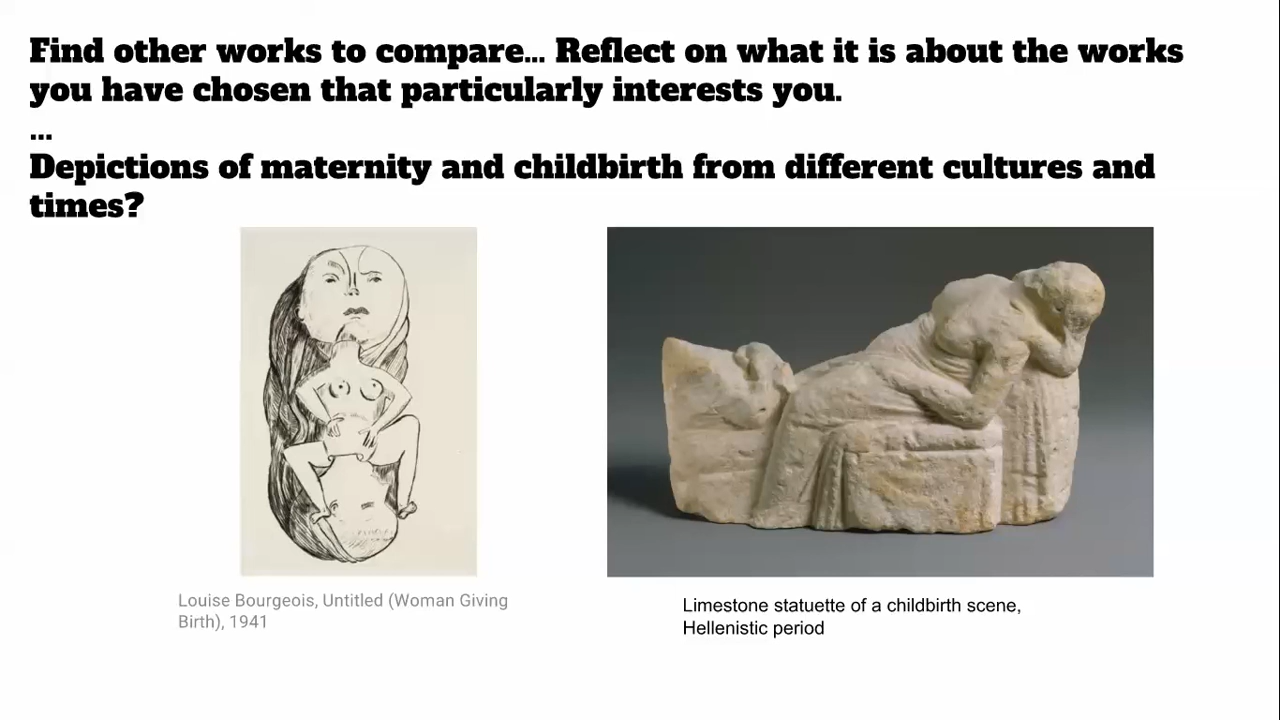 Find other works to compare... Reflect on what it is about the works
you have chosen that particularly interests you.
...
Depictions of maternity and childbirth from different cultures and
times?
Louise Bourgeois, Untitled (Woman Giving
Birth), 1941
Limestone statuette of a childbirth scene,
Hellenistic period